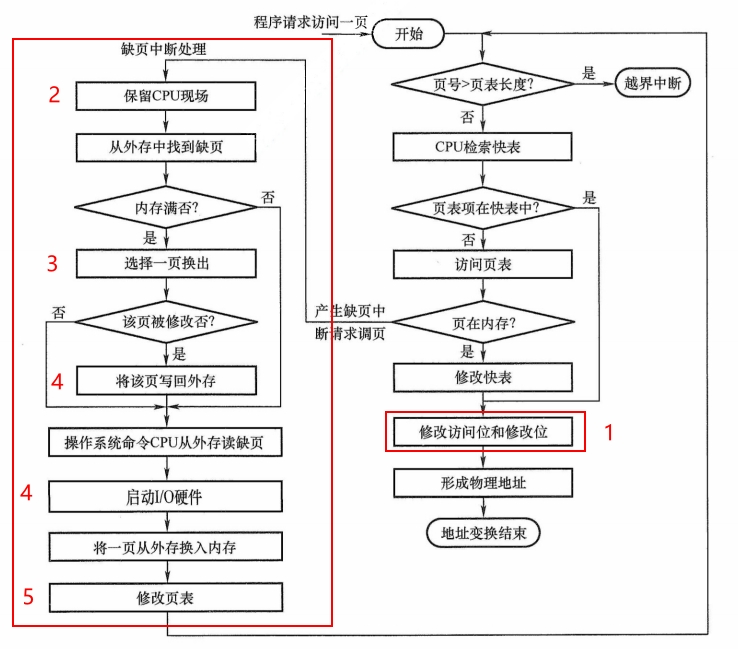 程序请求访问一页
开始
缺页中断处理
页号>页表长度?
是
越界中断
2
保留CPU现场
否
从外存中找到缺页
CPU检索快表
内存满否?
否
页表项在快表中?
是
是
否
3
选择一页换出
访问页表
否
该页被修改否?
产生缺页中
断请求调页
页在内存?
是
是
4
将该页写回外存
修改快表
操作系统命令CPU从外存读缺页
修改访问位和修改位
1
4
启动I/O硬件
形成物理地址
将一页从外存换入内存
地址变换结束
5
修改页表